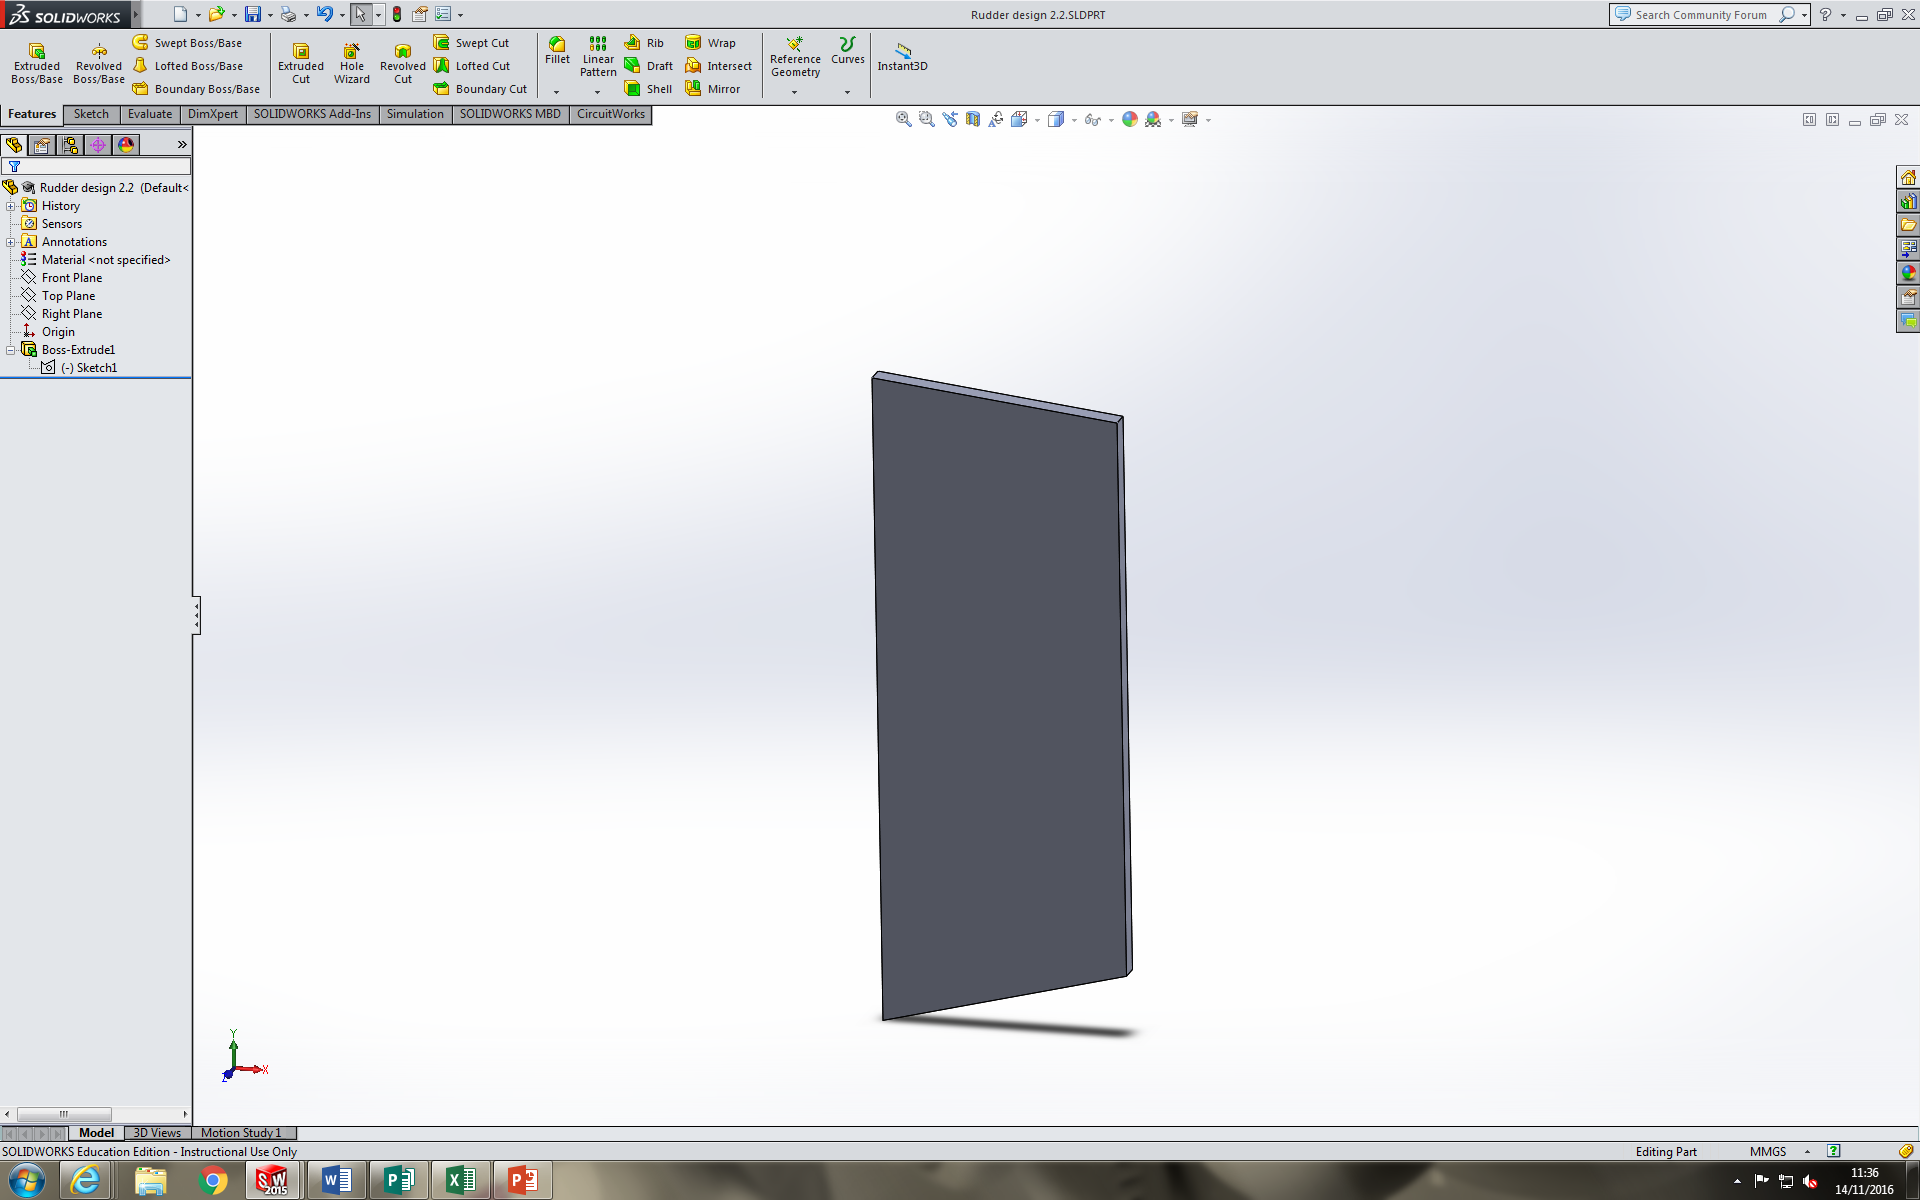 SOLIDWORKS
Rudder design 2.2.SLDPRT
Search Community Forum
Extruded Boss/Base
Revolved Boss/Base
Swept Boss/Base
Lofted Boss/Base
Boundary Boss/Base
Extruded Cut
Hole Wizard
Revolved Cut
Swept Cut
Lofted Cut
Boundary Cut
Fillet
Linear Pattern
Rib
Draft
Shell
Wrap
Intersect
Mirror
Reference Geometry
Curves
Instant3D
Features Sketch Evaluate DimXpert SOLIDWORKS Add-Ins Simulation SOLIDWORKS MBD CircuitWorks
Rudder design 2.2 (Default<
History
Sensors
Annotations
Material <not specified>
Front Plane
Top Plane
Right Plane
Origin
Boss-Extrude1
(-) Sketch1
Y
X
Z
Model 3D Views Motion Study 1
SOLIDWORKS Education Edition - Instructional Use Only
Editing Part
MMGS
SW 2015
11:36
14/11/2016